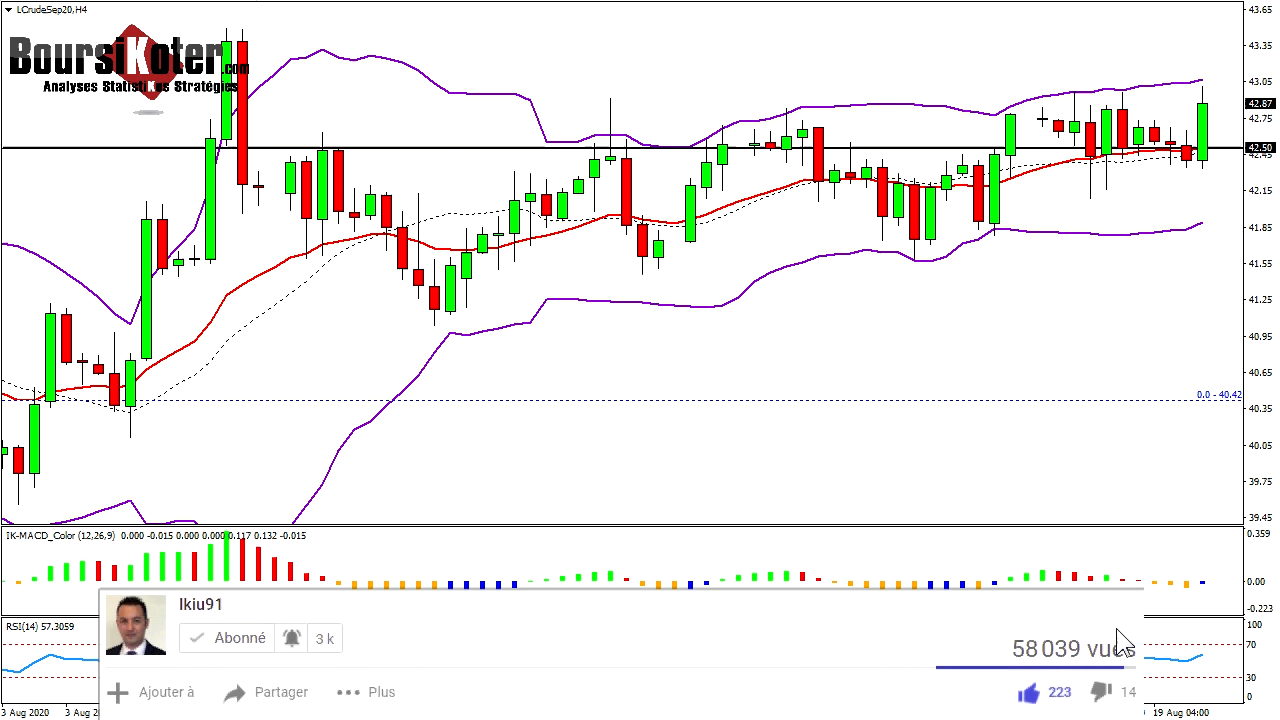 LCrudeSep20,H4
BoursiKoter.com
Analyses StatistiKes Stratégies
43.65
43.35
43.05
42.87
42.75
42.50
42.45
42.15
41.85
41.55
41.25
40.95
40.65
0.0 - 40.42
40.35
40.05
39.75
39.45
IK-MACD_Color (12,26,9) 0.000 -0.015 0.000 0.000 0.117 0.132 -0.015
0.359
0.00
-0.223
RSI(14) 57.3059
100
70
30
0
Ikiu91
Abonné
3 k
58 039 vues
Ajouter à
Partager
Plus
223
14
3 Aug 2020
19 Aug 04:00